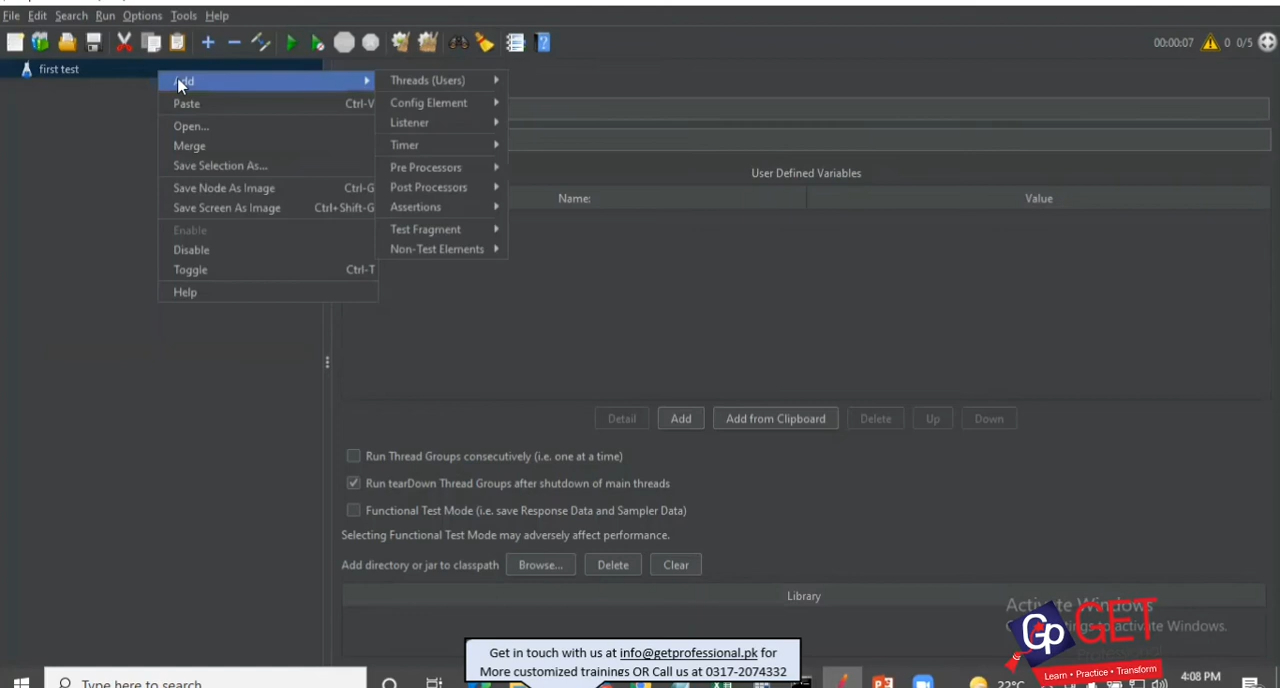 File Edit Search Run Options Tools Help
00:00:07 0 0/5
first test
Add
Paste Ctrl-V
Open...
Merge
Save Selection As...
Save Node As Image Ctrl-G
Save Screen As Image Ctrl+Shift-G
Enable
Disable
Toggle Ctrl-T
Help
Threads (Users)
Config Element
Listener
Timer
Pre Processors
Post Processors
Assertions
Test Fragment
Non-Test Elements
User Defined Variables
Name: Value
Detail Add Add from Clipboard Delete Up Down
Run Thread Groups consecutively (i.e. one at a time)
Run tearDown Thread Groups after shutdown of main threads
Functional Test Mode (i.e. save Response Data and Sampler Data)
Selecting Functional Test Mode may adversely affect performance.
Add directory or jar to classpath Browse... Delete Clear
Library
Activate Windows
activate Windows.
Gp GET
Professional
Learn • Practice • Transform
Get in touch with us at info@getprofessional.pk for
More customized trainings OR Call us at 0317-2074332
Type here to search
22°C
4:08 PM